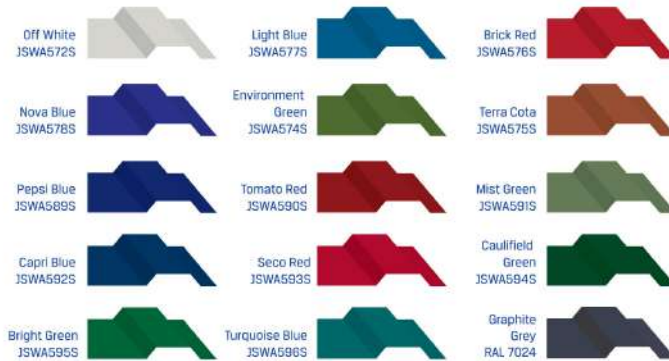 Off White
JSWA572S
Light Blue
JSWA577S
Brick Red
JSWA576S
Nova Blue
JSWA578S
Environment
Green
JSWA574S
Terra Cota
JSWA575S
Pepsi Blue
JSWA589S
Tomato Red
JSWA590S
Mist Green
JSWA591S
Capri Blue
JSWA592S
Seco Red
JSWA593S
Caulifield
Green
JSWA594S
Bright Green
JSWA595S
Turquoise Blue
JSWA596S
Graphite
Grey
RAL 7024